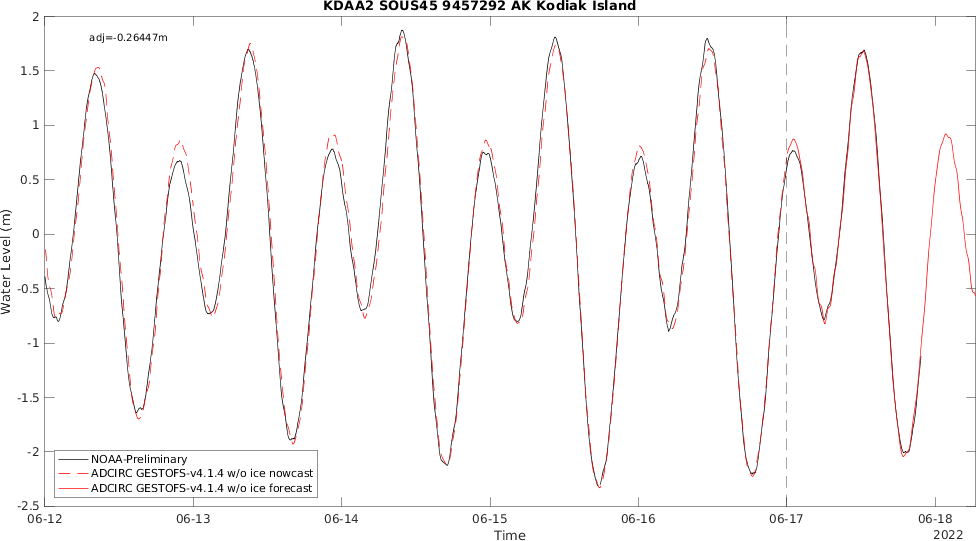 KDAA2 SOUS45 9457292 AK Kodiak Island
adj=-0.26447m
2
1.5
1
0.5
0
-0.5
-1
-1.5
-2
-2.5
Water Level (m)
NOAA-Preliminary
ADCIRC GESTOFS-v4.1.4 w/o ice nowcast
ADCIRC GESTOFS-v4.1.4 w/o ice forecast
06-12 06-13 06-14 06-15 06-16 06-17 06-18
Time
2022